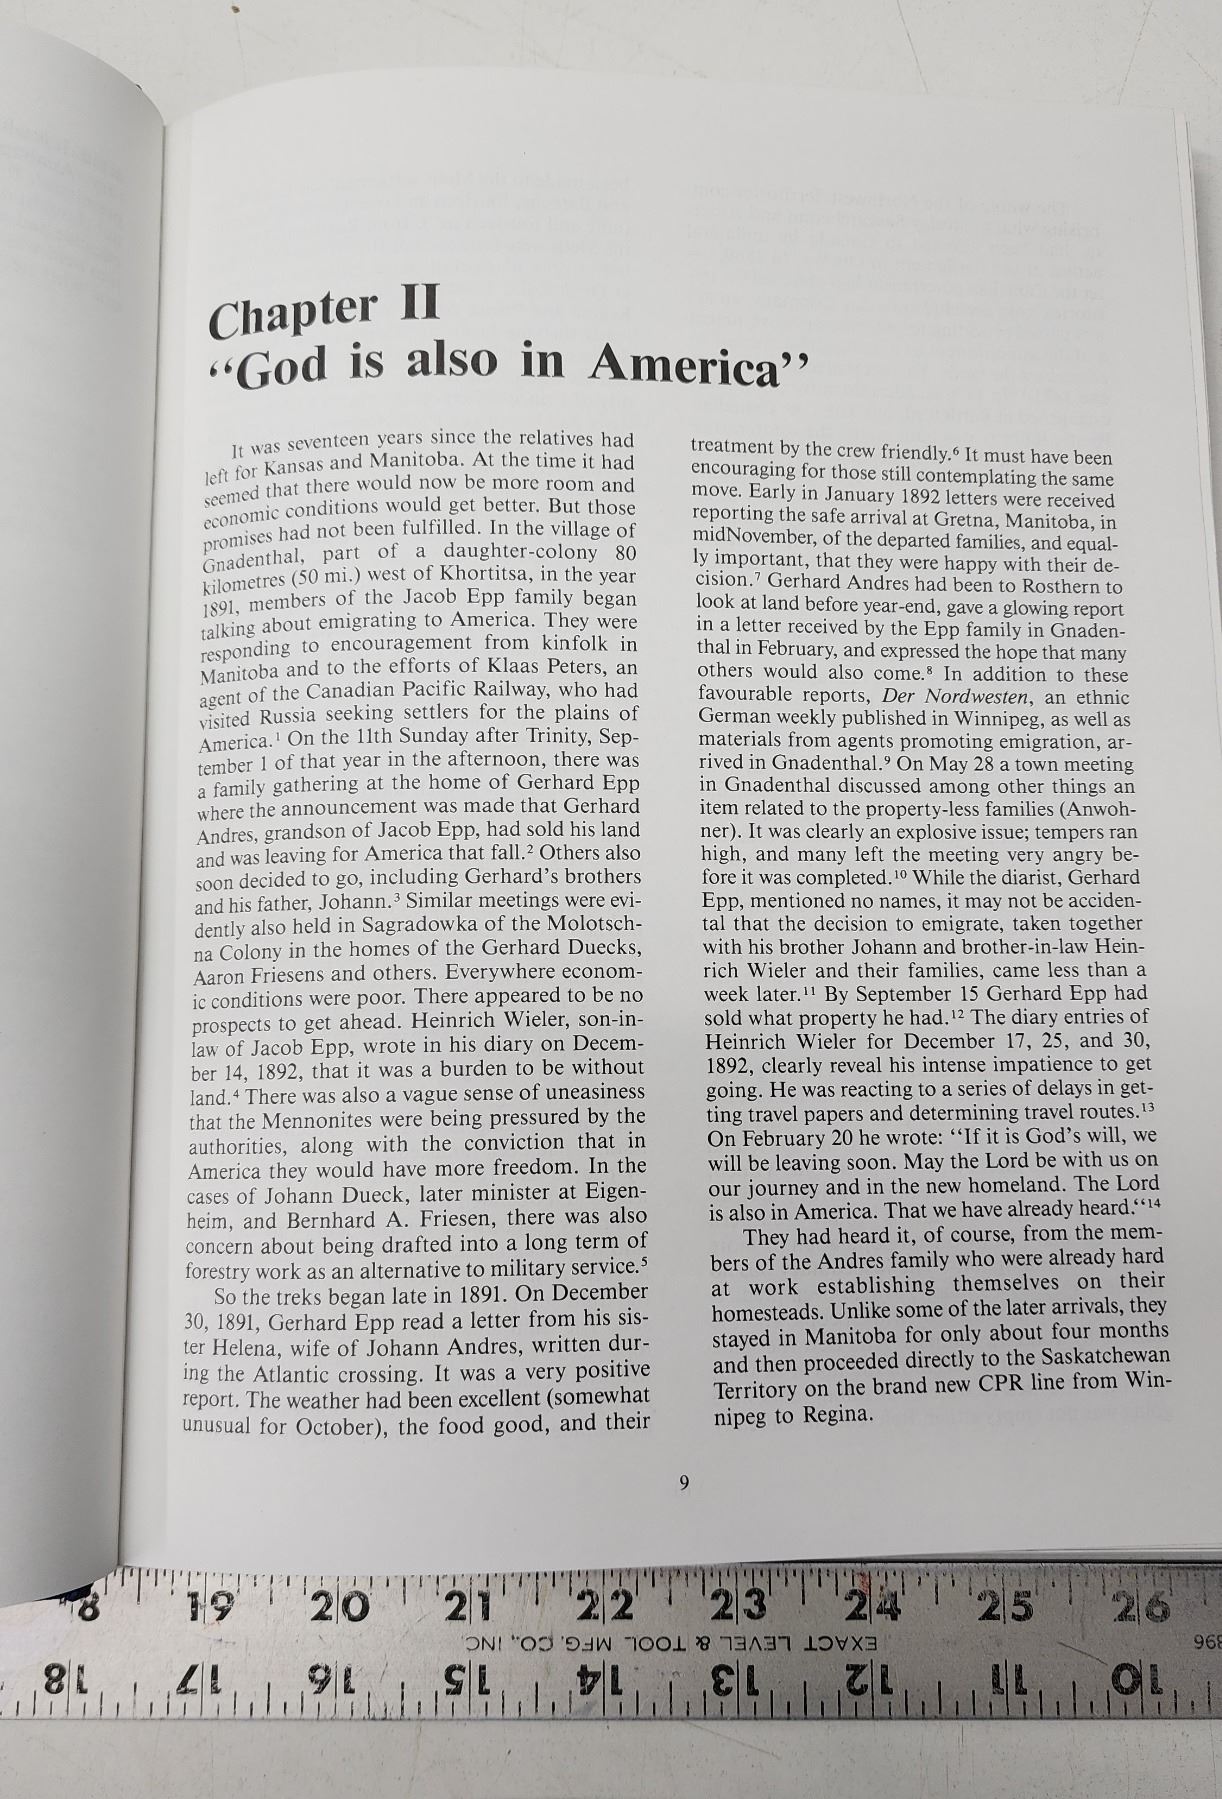 Chapter II
“God is also in America”
It was seventeen years since the relatives had
left for Kansas and Manitoba. At the time it had
seemed that there would now be more room and
economic conditions would get better. But those
promises had not been fulfilled. In the village of
Gnadenthal, part of a daughter-colony 80
kilometres (50 mi.) west of Khortitsa, in the year
1891, members of the Jacob Epp family began
talking about emigrating to America. They were
responding to encouragement from kinfolk in
Manitoba and to the efforts of Klaas Peters, an
agent of the Canadian Pacific Railway, who had
visited Russia seeking settlers for the plains of
America.¹ On the 11th Sunday after Trinity, Sep-
tember 1 of that year in the afternoon, there was
a family gathering at the home of Gerhard Epp
where the announcement was made that Gerhard
Andres, grandson of Jacob Epp, had sold his land
and was leaving for America that fall.² Others also
soon decided to go, including Gerhard’s brothers
and his father, Johann.³ Similar meetings were evi-
dently also held in Sagradowka of the Molotsch-
na Colony in the homes of the Gerhard Duecks,
Aaron Friesens and others. Everywhere econom-
ic conditions were poor. There appeared to be no
prospects to get ahead. Heinrich Wieler, son-in-
law of Jacob Epp, wrote in his diary on Decem-
ber 14, 1892, that it was a burden to be without
land.⁴ There was also a vague sense of uneasiness
that the Mennonites were being pressured by the
authorities, along with the conviction that in
America they would have more freedom. In the
cases of Johann Dueck, later minister at Eigen-
heim, and Bernhard A. Friesen, there was also
concern about being drafted into a long term of
forestry work as an alternative to military service.⁵
So the treks began late in 1891. On December
30, 1891, Gerhard Epp read a letter from his sis-
ter Helena, wife of Johann Andres, written dur-
ing the Atlantic crossing. It was a very positive
report. The weather had been excellent (somewhat
unusual for October), the food good, and their
treatment by the crew friendly.⁶ It must have been
encouraging for those still contemplating the same
move. Early in January 1892 letters were received
reporting the safe arrival at Gretna, Manitoba, in
midNovember, of the departed families, and equal-
ly important, that they were happy with their de-
cision.⁷ Gerhard Andres had been to Rosthern to
look at land before year-end, gave a glowing report
in a letter received by the Epp family in Gnaden-
thal in February, and expressed the hope that many
others would also come.⁸ In addition to these
favourable reports, Der Nordwesten, an ethnic
German weekly published in Winnipeg, as well as
materials from agents promoting emigration, ar-
rived in Gnadenthal.⁹ On May 28 a town meeting
in Gnadenthal discussed among other things an
item related to the property-less families (Anwoh-
ner). It was clearly an explosive issue; tempers ran
high, and many left the meeting very angry be-
fore it was completed.¹⁰ While the diarist, Gerhard
Epp, mentioned no names, it may not be acciden-
tal that the decision to emigrate, taken together
with his brother Johann and brother-in-law Hein-
rich Wieler and their families, came less than a
week later.¹¹ By September 15 Gerhard Epp had
sold what property he had.¹² The diary entries of
Heinrich Wieler for December 17, 25, and 30,
1892, clearly reveal his intense impatience to get
going. He was reacting to a series of delays in get-
ting travel papers and determining travel routes.¹³
On February 20 he wrote: “If it is God’s will, we
will be leaving soon. May the Lord be with us on
our journey and in the new homeland. The Lord
is also in America. That we have already heard.“¹⁴
They had heard it, of course, from the mem-
bers of the Andres family who were already hard
at work establishing themselves on their
homesteads. Unlike some of the later arrivals, they
stayed in Manitoba for only about four months
and then proceeded directly to the Saskatchewan
Territory on the brand new CPR line from Win-
nipeg to Regina.
9
19 20 21 22 23 24 25 26
EXACT LEVEL & TOOL MFG. CO., INC.
18 17 16 15 14 13 12 11 10